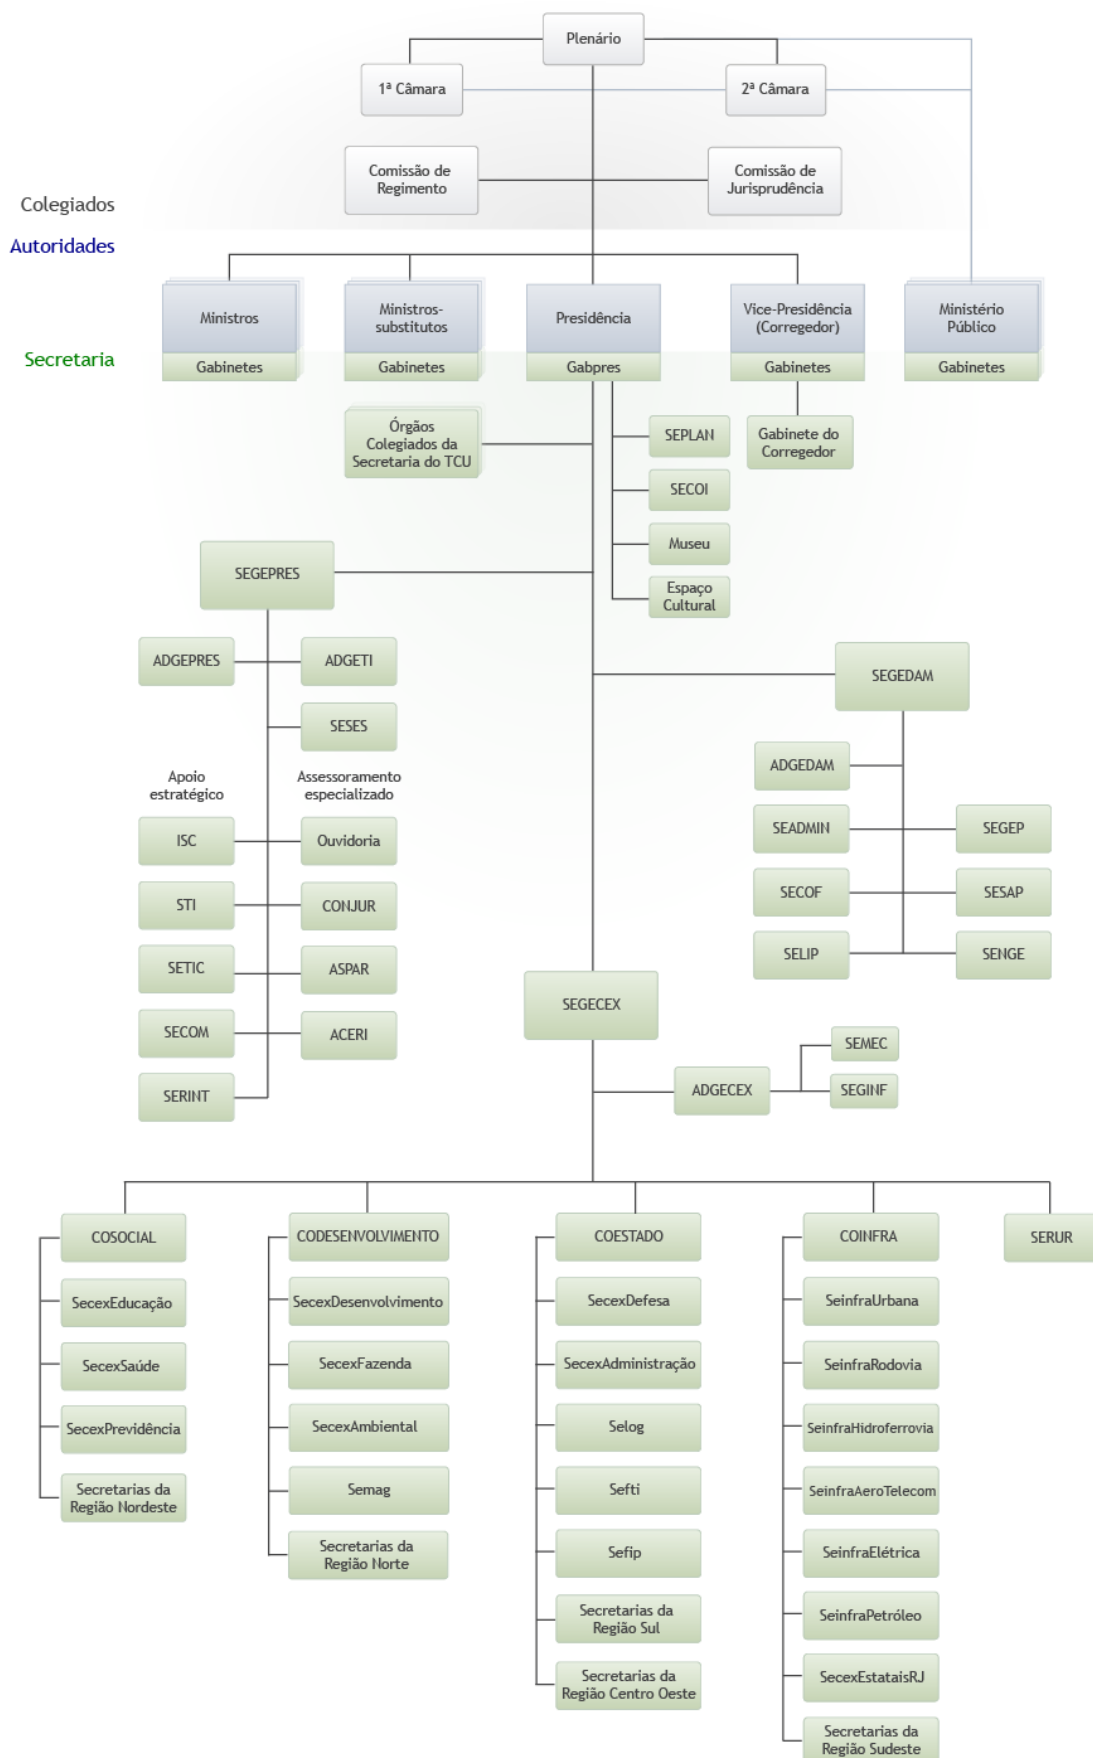 Plenário
1ª Câmara
2ª Câmara
Comissão de
Regimento
Comissão de
Jurisprudência
Colegiados
Autoridades
Ministros
Gabinetes
Ministros-
substitutos
Gabinetes
Presidência
Gabpres
Vice-Presidência
(Corregedor)
Gabinetes
Ministério
Público
Gabinetes
Secretaria
Órgãos
Colegiados da
Secretaria do TCU
SEPLAN
Gabinete do
Corregedor
SECOI
Museu
Espaço
Cultural
SEGEPRES
ADGEPRES
ADGETI
SESES
Apoio
estratégico
Assessoramento
especializado
ISC
Ouvidoria
STI
CONJUR
SETIC
ASPAR
SECOM
ACERI
SERINT
SEGEDAM
ADGEDAM
SEADMIN
SEGEP
SECOF
SESAP
SELIP
SENGE
SEGECEX
ADGECEX
SEMEC
SEGINF
COSOCIAL
SecexEducação
SecexSaúde
SecexPrevidência
Secretarias da
Região Nordeste
CODESENVOLVIMENTO
SecexDesenvolvimento
SecexFazenda
SecexAmbiental
Semag
Secretarias da
Região Norte
COESTADO
SecexDefesa
SecexAdministração
Selog
Sefti
Sefip
Secretarias da
Região Sul
Secretarias da
Região Centro Oeste
COINFRA
SeinfraUrbana
SeinfraRodovia
SeinfraHidroferrovia
SeinfraAeroTelecom
SeinfraElétrica
SeinfraPetróleo
SecexEstataisRJ
Secretarias da
Região Sudeste
SERUR